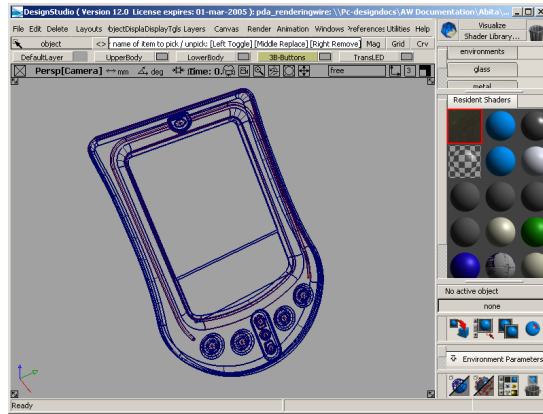 DesignStudio ( Version 12.0 License expires: 01-mar-2005 ): pda_renderingwire: \\Pc-designdocs\AW Documentation\Abita\...
File Edit Delete Layouts bjectDisplaDisplayTgls Layers Canvas Render Animation Windows Preferences Utilities Help
object <> f name of item to pick / unpick: [Left Toggle] [Middle Replace] [Right Remove] Mag Grid Crv
DefaultLayer UpperBody LowerBody 3B-Buttons TransLED
Persp[Camera] mm deg time: 0. free 3
Visualize
Shader Library...
environments
glass
metal
Resident Shaders
No active object
none
Environment Parameters
Ready